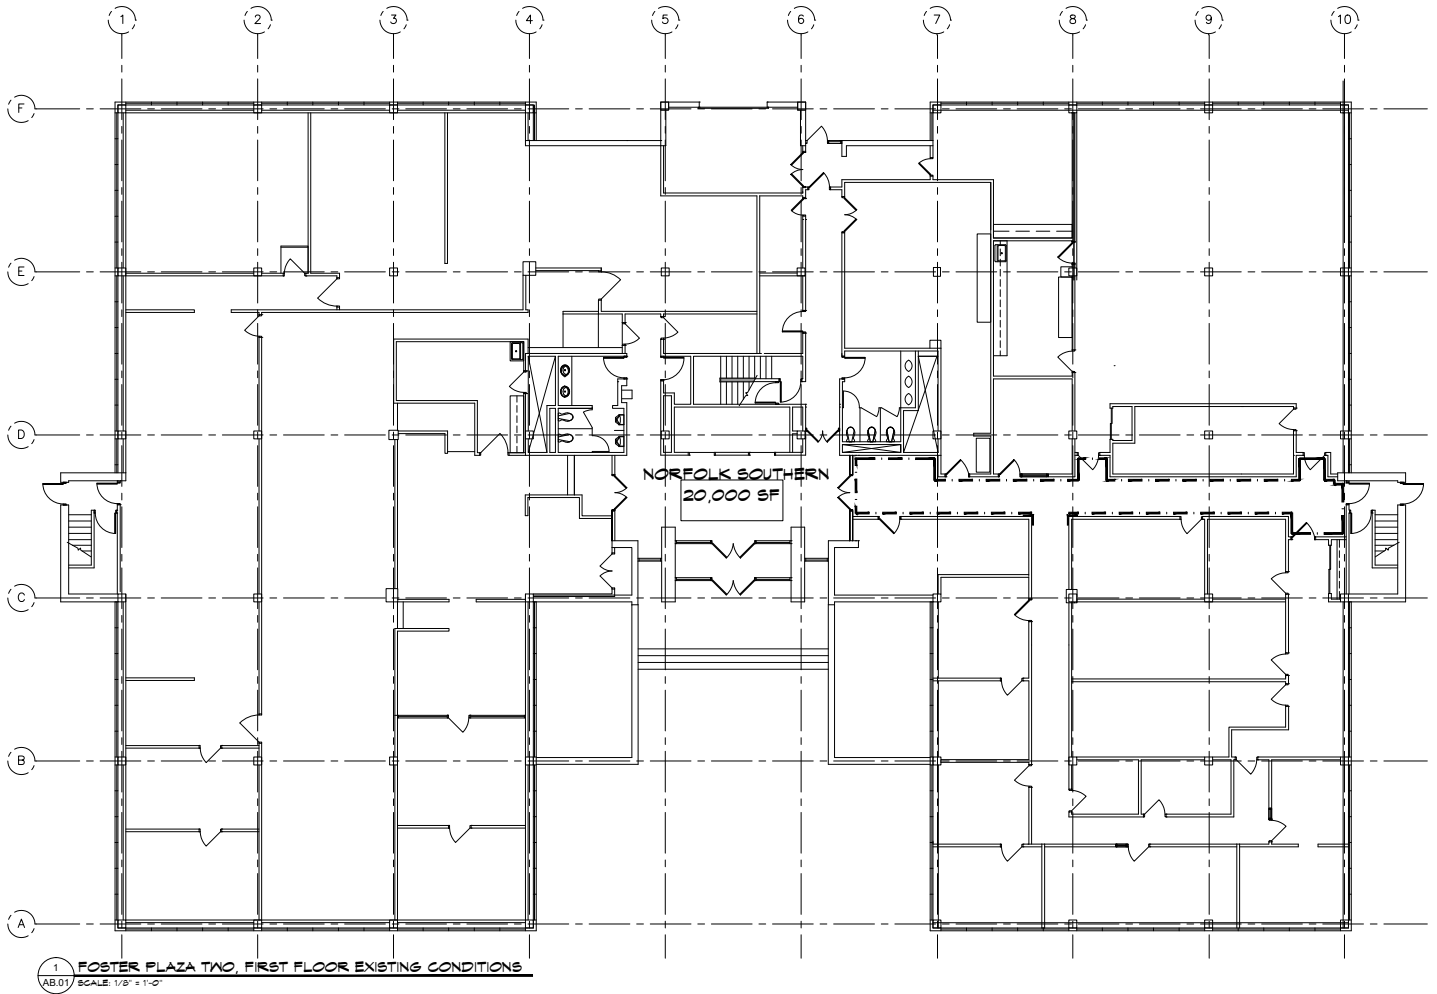 1 2 3 4 5 6 7 8 9 10
F
E
D
NORFOLK SOUTHERN
20,000 SF
C
B
A
1 FOSTER PLAZA TWO, FIRST FLOOR EXISTING CONDITIONS
AB.01 SCALE: 1/8" = 1'-0"